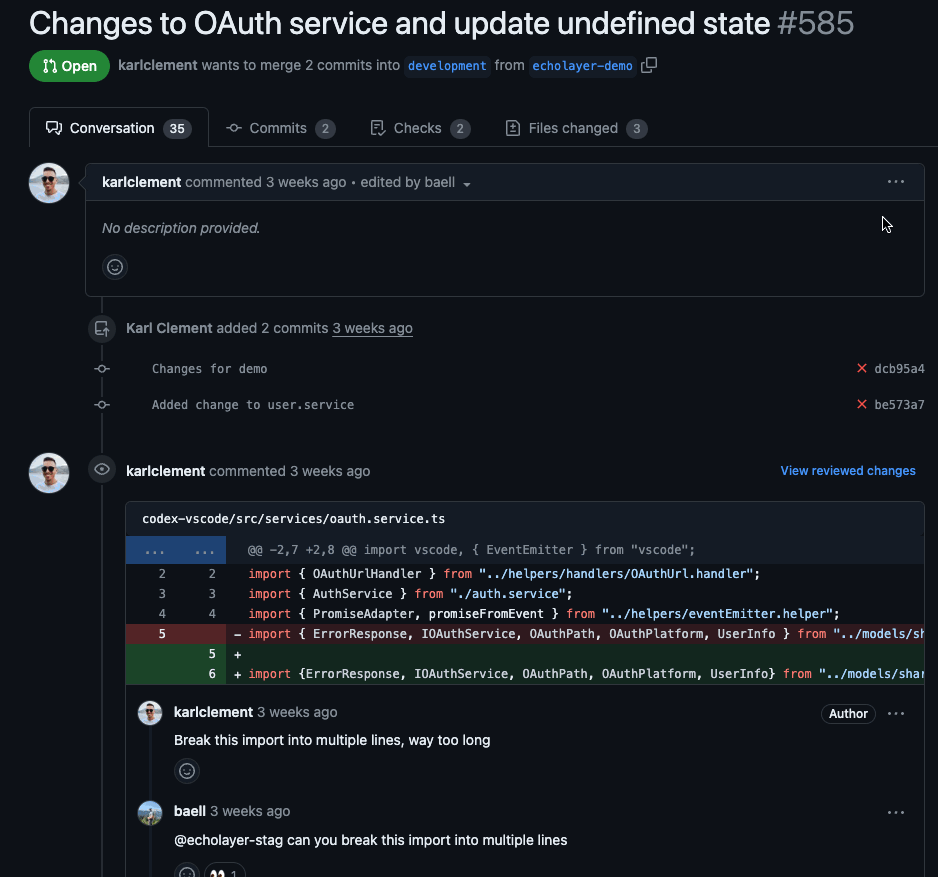 Changes to OAuth service and update undefined state #585
Open karlclement wants to merge 2 commits into development from echolayer-demo
Conversation 35 Commits 2 Checks 2 Files changed 3
karlclement commented 3 weeks ago • edited by baell
No description provided.
Karl Clement added 2 commits 3 weeks ago
Changes for demo dcb95a4
Added change to user.service be573a7
karlclement commented 3 weeks ago View reviewed changes
codex-vscode/src/services/oauth.service.ts
... ... @@ -2,7 +2,8 @@ import vscode, { EventEmitter } from "vscode";
2 2 import { OAuthUrlHandler } from "../helpers/handlers/OAuthUrl.handler";
3 3 import { AuthService } from "./auth.service";
4 4 import { PromiseAdapter, promiseFromEvent } from "../helpers/eventEmitter.helper";
5 - import { ErrorResponse, IOAuthService, OAuthPath, OAuthPlatform, UserInfo } from "../models/sh
5 +
6 + import {ErrorResponse, IOAuthService, OAuthPath, OAuthPlatform, UserInfo} from "../models/shar
karlclement 3 weeks ago Author
Break this import into multiple lines, way too long
baell 3 weeks ago
@echolayer-stag can you break this import into multiple lines
1